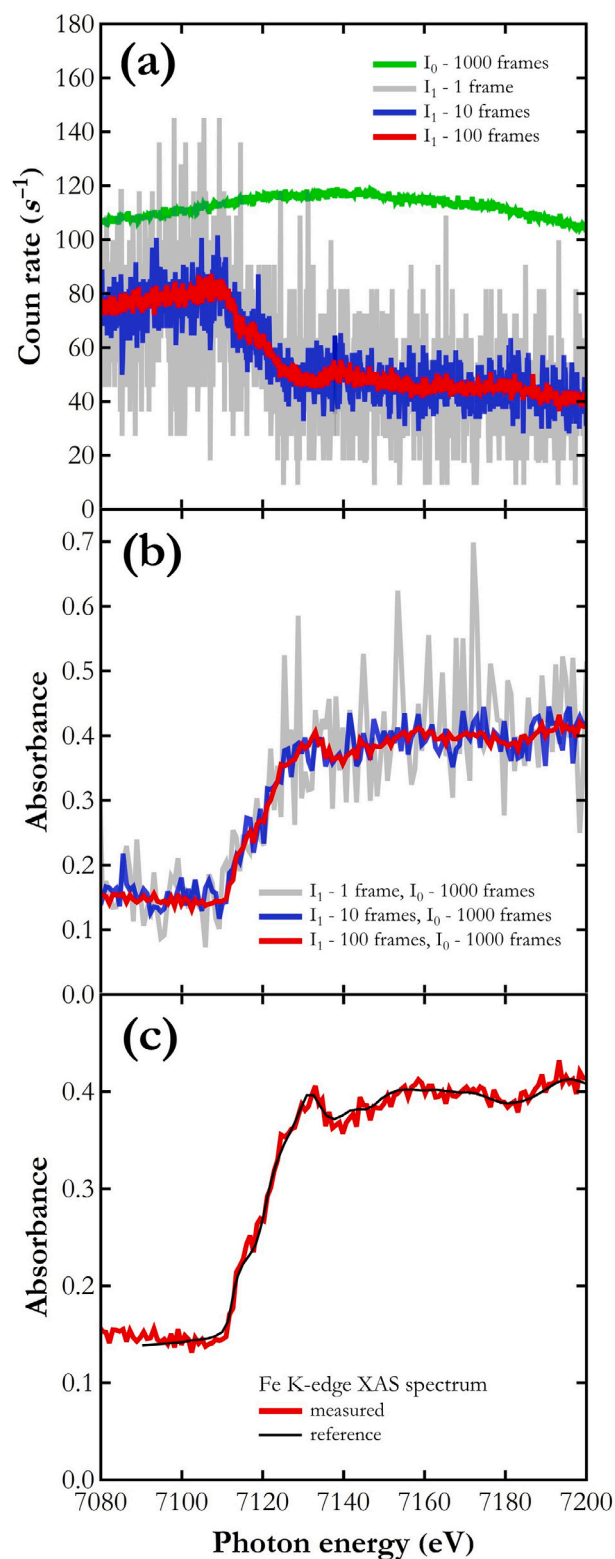 (a)
I₀ - 1000 frames
I₁ - 1 frame
I₁ - 10 frames
I₁ - 100 frames
180
160
140
120
100
80
60
40
20
0
Coun rate (s⁻¹)
(b)
0.7
0.6
0.5
0.4
0.3
0.2
0.1
0.0
Absorbance
I₁ - 1 frame, I₀ - 1000 frames
I₁ - 10 frames, I₀ - 1000 frames
I₁ - 100 frames, I₀ - 1000 frames
(c)
0.4
0.3
0.2
0.1
0.0
Absorbance
Fe K-edge XAS spectrum
measured
reference
7080 7100 7120 7140 7160 7180 7200
Photon energy (eV)